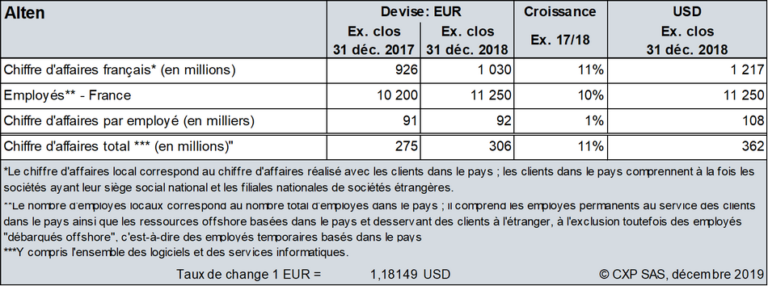 Alten Devise: EUR Croissance USD
Ex. clos Ex. clos Ex. 17/18 Ex. clos
31 déc. 2017 31 déc. 2018 31 déc. 2018
Chiffre d'affaires français* (en millions) 926 1 030 11% 1 217
Employés** - France 10 200 11 250 10% 11 250
Chiffre d'affaires par employé (en milliers) 91 92 1% 108
Chiffre d'affaires total *** (en millions)" 275 306 11% 362
*Le chiffre d'affaires local correspond au chiffre d'affaires réalisé avec les clients dans le pays ; les clients dans le pays comprennent à la fois les
sociétés ayant leur siège social national et les filiales nationales de sociétés étrangères.
**Le nombre d'employés locaux correspond au nombre total d'employés dans le pays ; il comprend les employés permanents au service des clients
dans le pays ainsi que les ressources offshore basées dans le pays et desservant des clients à l'étranger, à l'exclusion toutefois des employés
"débarqués offshore", c'est-à-dire des employés temporaires basés dans le pays
***Y compris l'ensemble des logiciels et des services informatiques.
Taux de change 1 EUR = 1,18149 USD © CXP SAS, décembre 2019